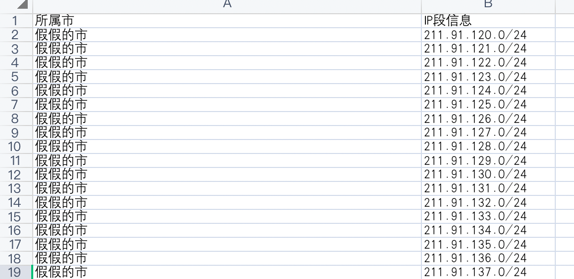 A B
1 所属市 IP段信息
2 假假的市 211.91.120.0/24
3 假假的市 211.91.121.0/24
4 假假的市 211.91.122.0/24
5 假假的市 211.91.123.0/24
6 假假的市 211.91.124.0/24
7 假假的市 211.91.125.0/24
8 假假的市 211.91.126.0/24
9 假假的市 211.91.127.0/24
10 假假的市 211.91.128.0/24
11 假假的市 211.91.129.0/24
12 假假的市 211.91.130.0/24
13 假假的市 211.91.131.0/24
14 假假的市 211.91.132.0/24
15 假假的市 211.91.133.0/24
16 假假的市 211.91.134.0/24
17 假假的市 211.91.135.0/24
18 假假的市 211.91.136.0/24
19 假假的市 211.91.137.0/24